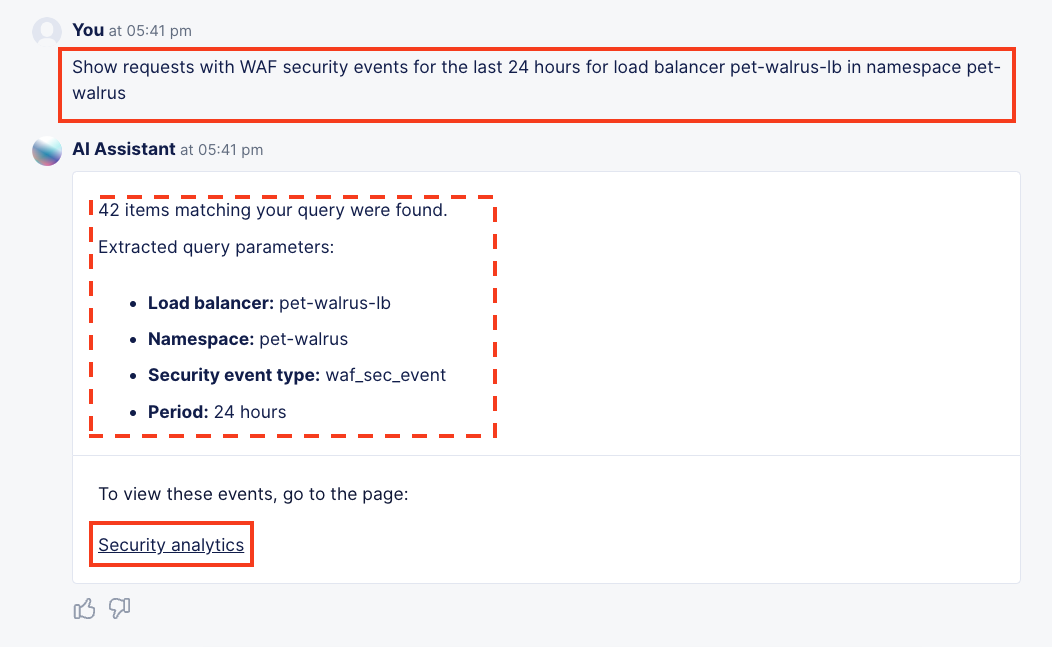 You at 05:41 pm
Show requests with WAF security events for the last 24 hours for load balancer pet-walrus-lb in namespace pet-
walrus
AI Assistant at 05:41 pm
42 items matching your query were found.
Extracted query parameters:
• Load balancer: pet-walrus-lb
• Namespace: pet-walrus
• Security event type: waf_sec_event
• Period: 24 hours
To view these events, go to the page:
Security analytics